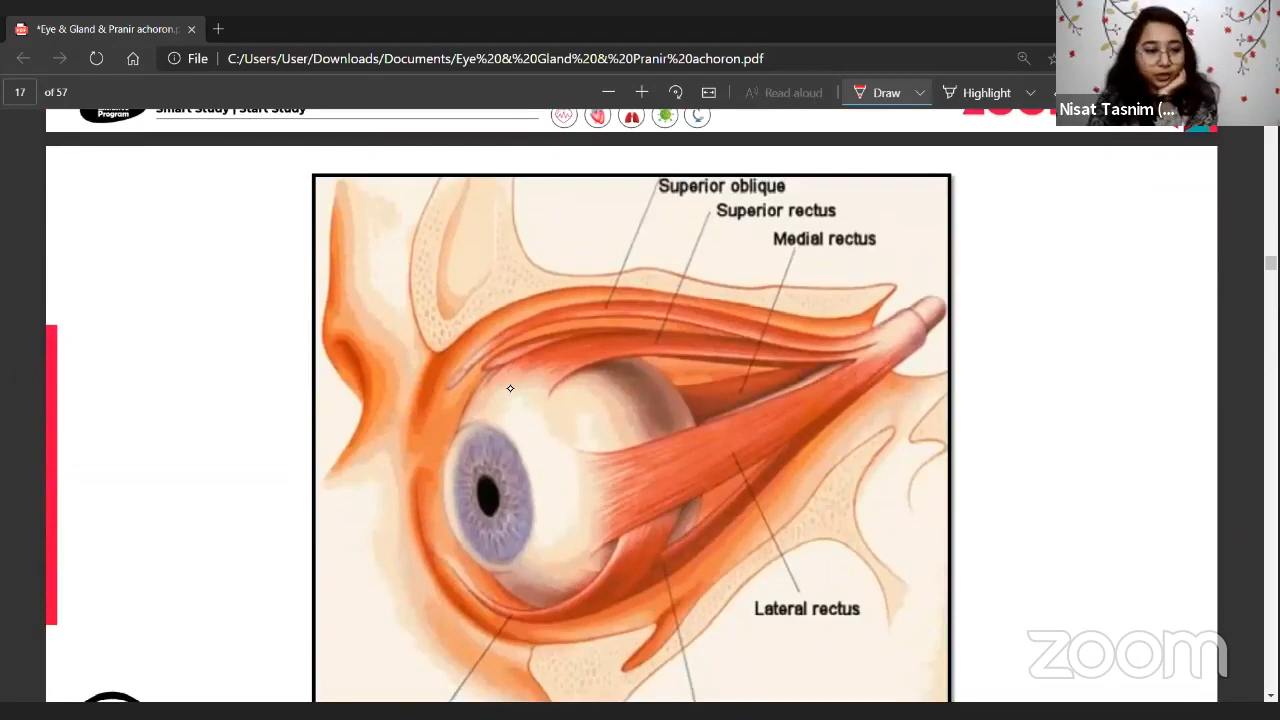 *Eye & Gland & Pranir achoron.p
File
C:/Users/User/Downloads/Documents/Eye%20&%20Gland%20&%20Pranir%20achoron.pdf
17 of 57
Read aloud
Draw
Highlight
Nisat Tasnim (...
Program
smart study | start study
Superior oblique
Superior rectus
Medial rectus
Lateral rectus
zoom